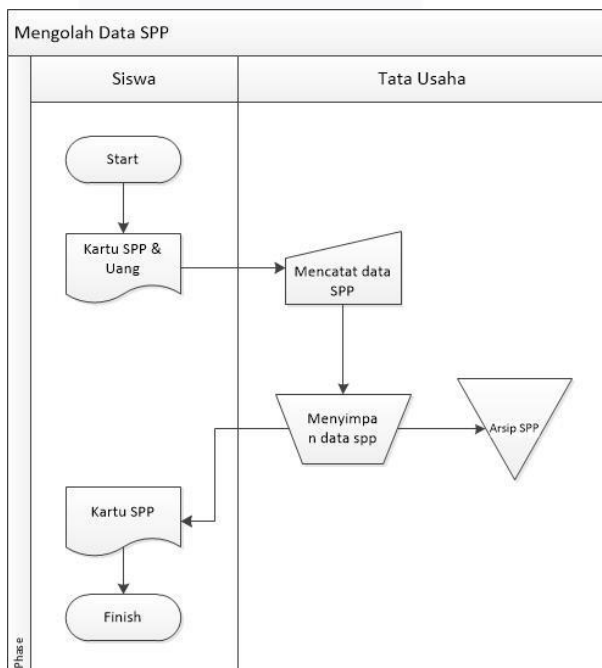 Mengolah Data SPP
Siswa
Tata Usaha
Start
Kartu SPP &
Uang
Mencatat data
SPP
Menyimpa
n data spp
Arsip SPP
Kartu SPP
Finish
Phase